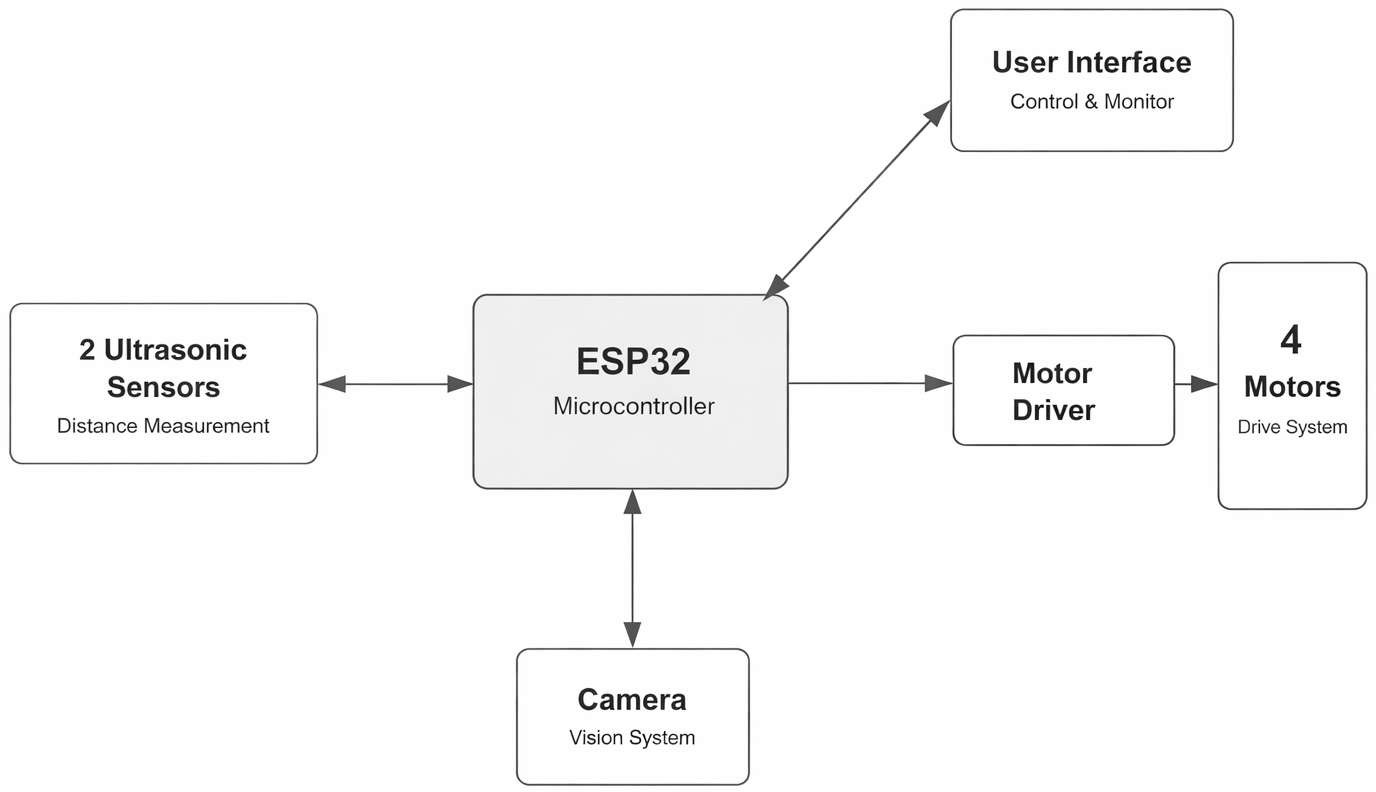 User Interface
Control & Monitor
2 Ultrasonic
Sensors
Distance Measurement
ESP32
Microcontroller
Motor
Driver
4
Motors
Drive System
Camera
Vision System